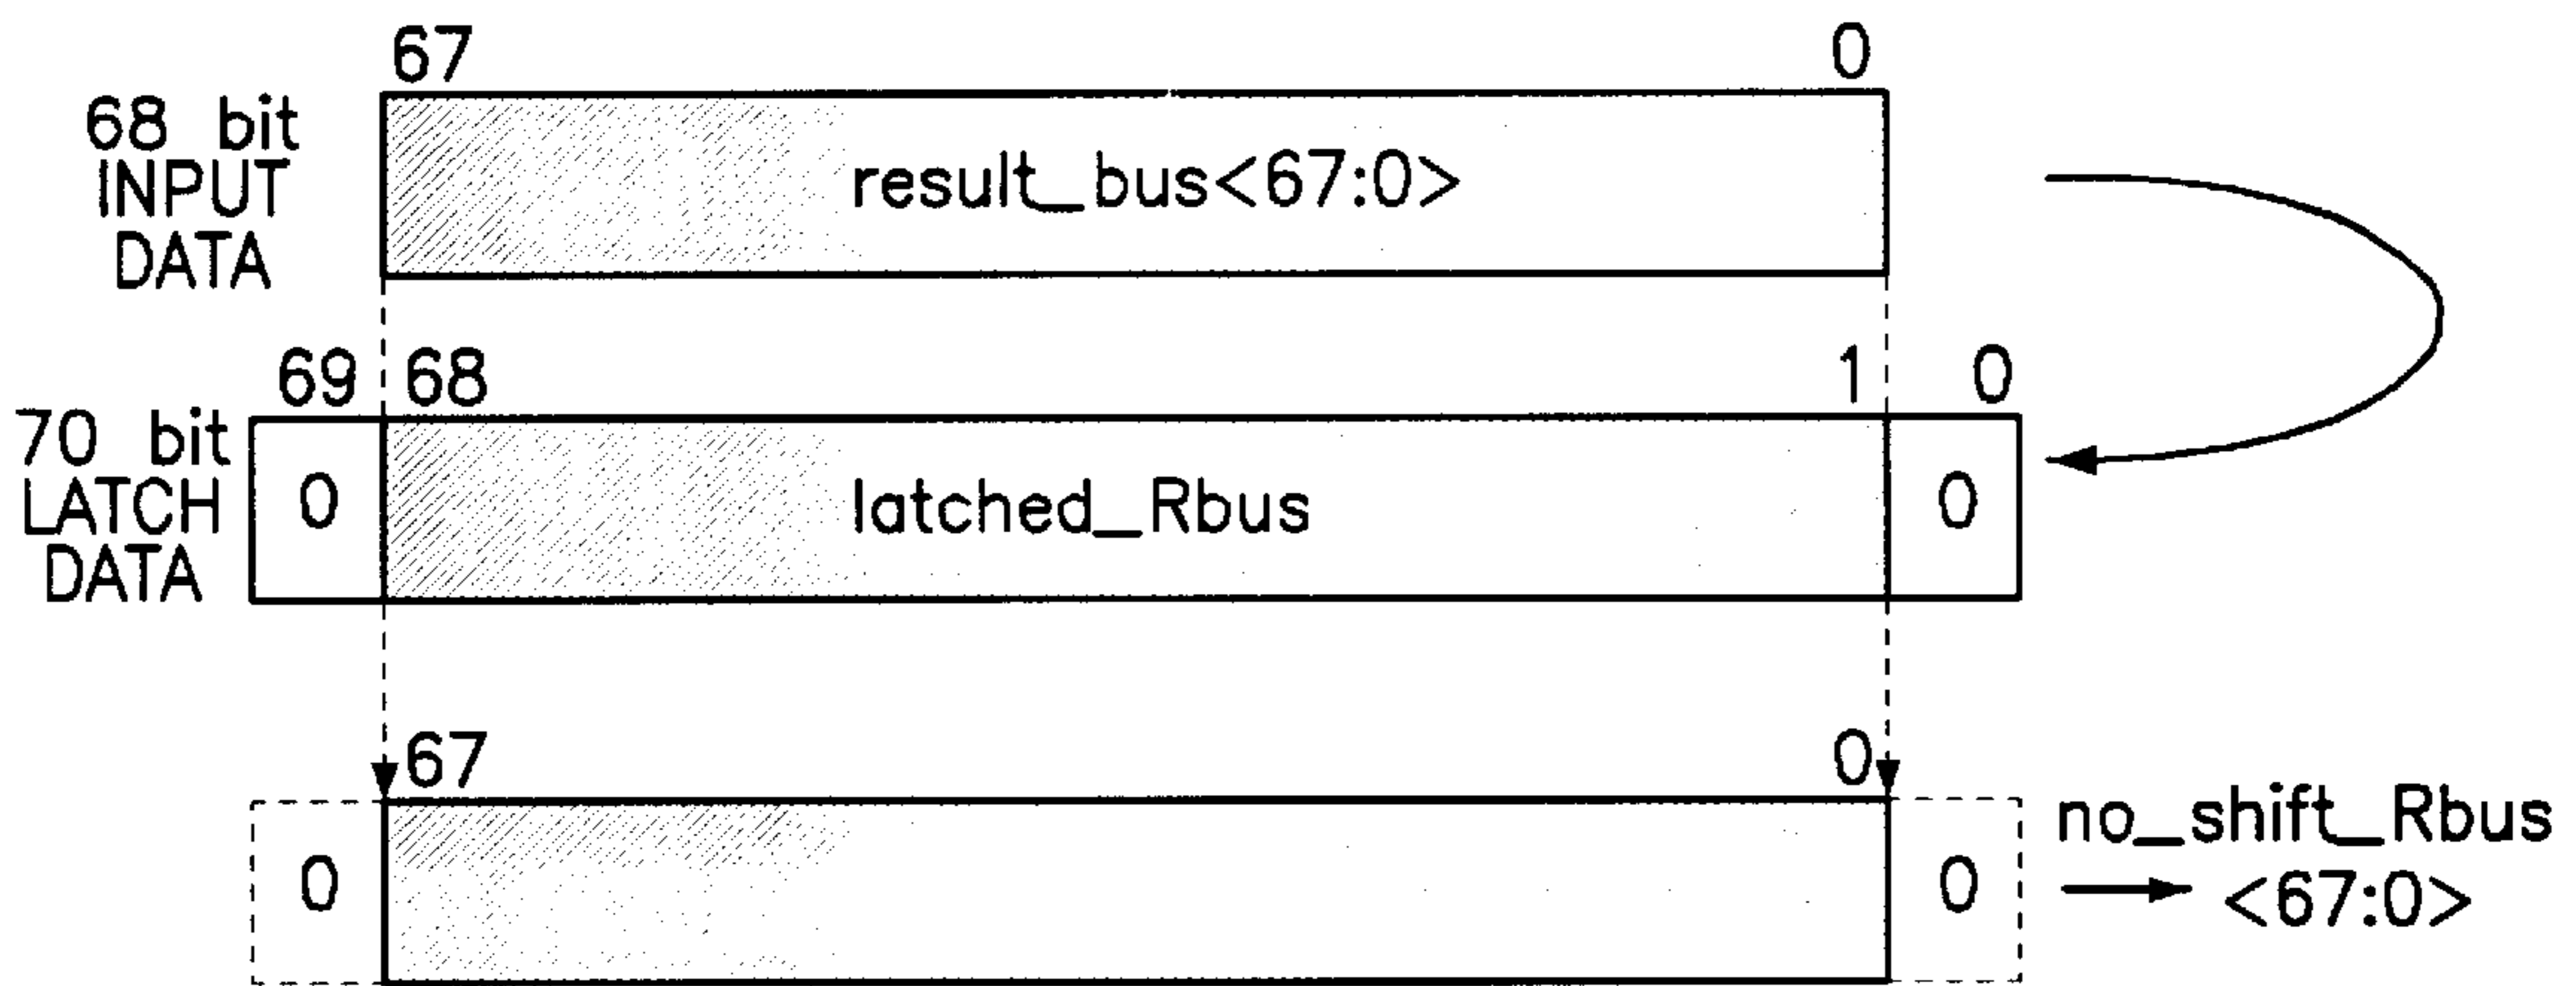 67 0
68 bit
INPUT
DATA
result_bus<67:0>
69 68 1 0
70 bit
LATCH
DATA
0 latched_Rbus 0
67 0
0 0
no_shift_Rbus
<67:0>